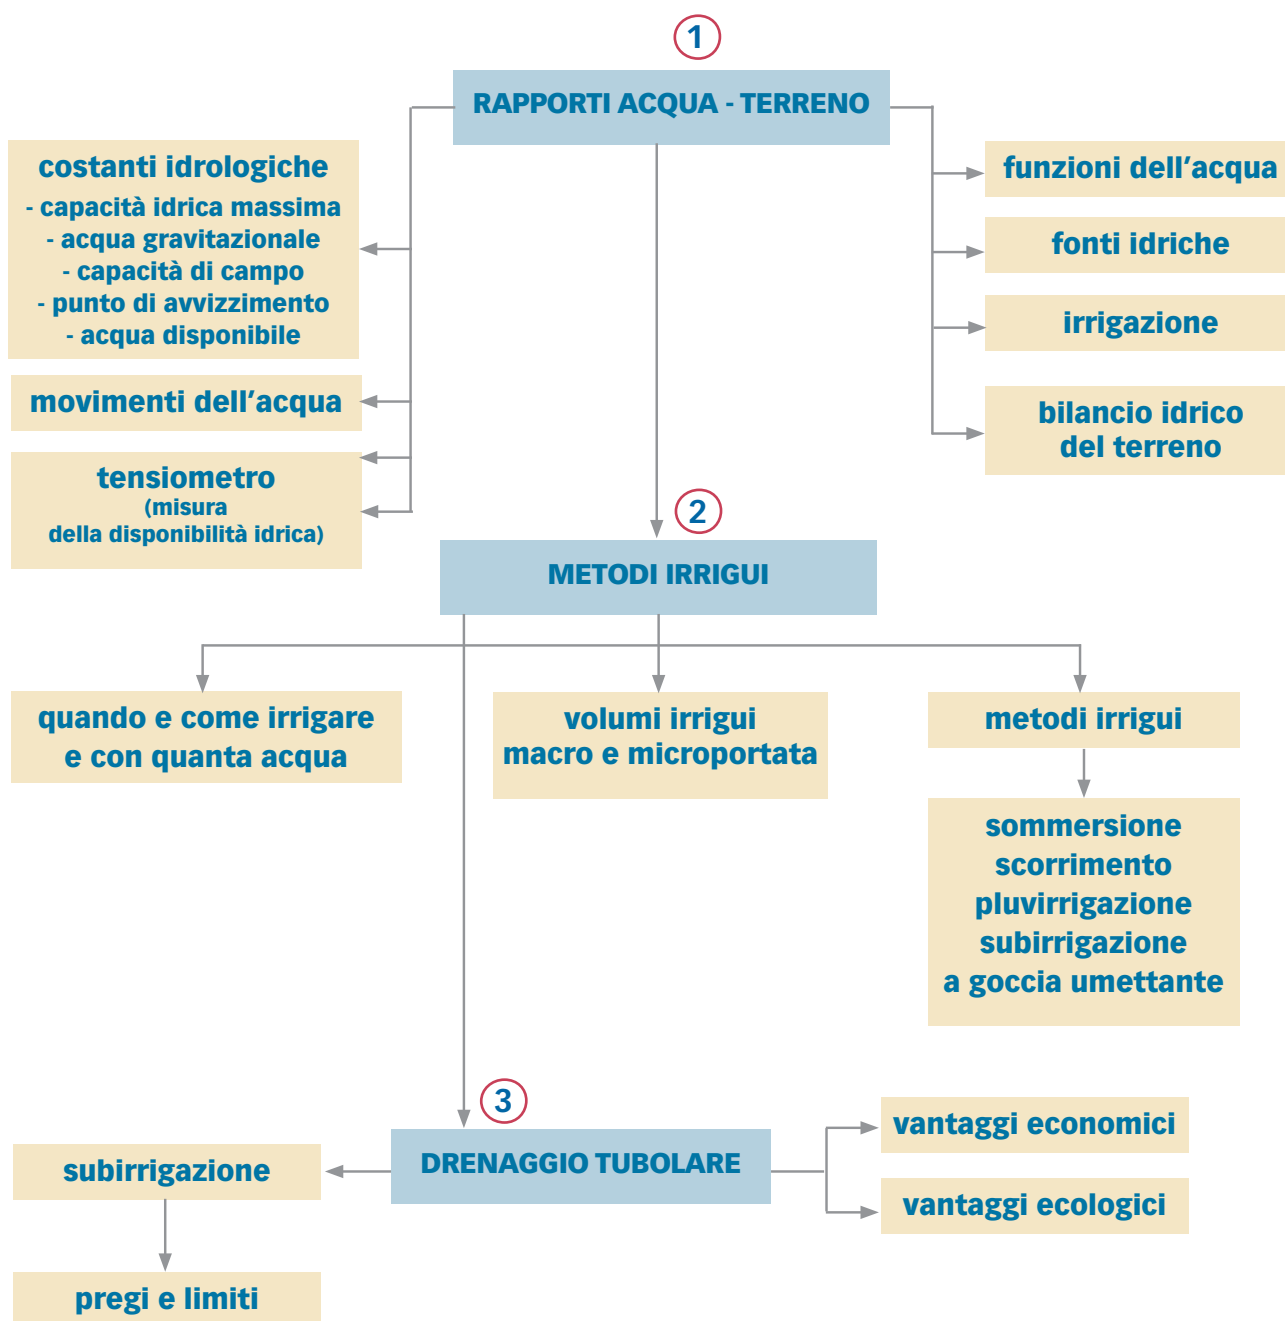 1
RAPPORTI ACQUA - TERRENO
costanti idrologiche
- capacità idrica massima
- acqua gravitazionale
- capacità di campo
- punto di avvizzimento
- acqua disponibile
movimenti dell’acqua
tensiometro
(misura
della disponibilità idrica)
funzioni dell’acqua
fonti idriche
irrigazione
bilancio idrico
del terreno
2
METODI IRRIGUI
quando e come irrigare
e con quanta acqua
volumi irrigui
macro e microportata
metodi irrigui
sommersione
scorrimento
pluvirrigazione
subirrigazione
a goccia umettante
3
DRENAGGIO TUBOLARE
subirrigazione
pregi e limiti
vantaggi economici
vantaggi ecologici